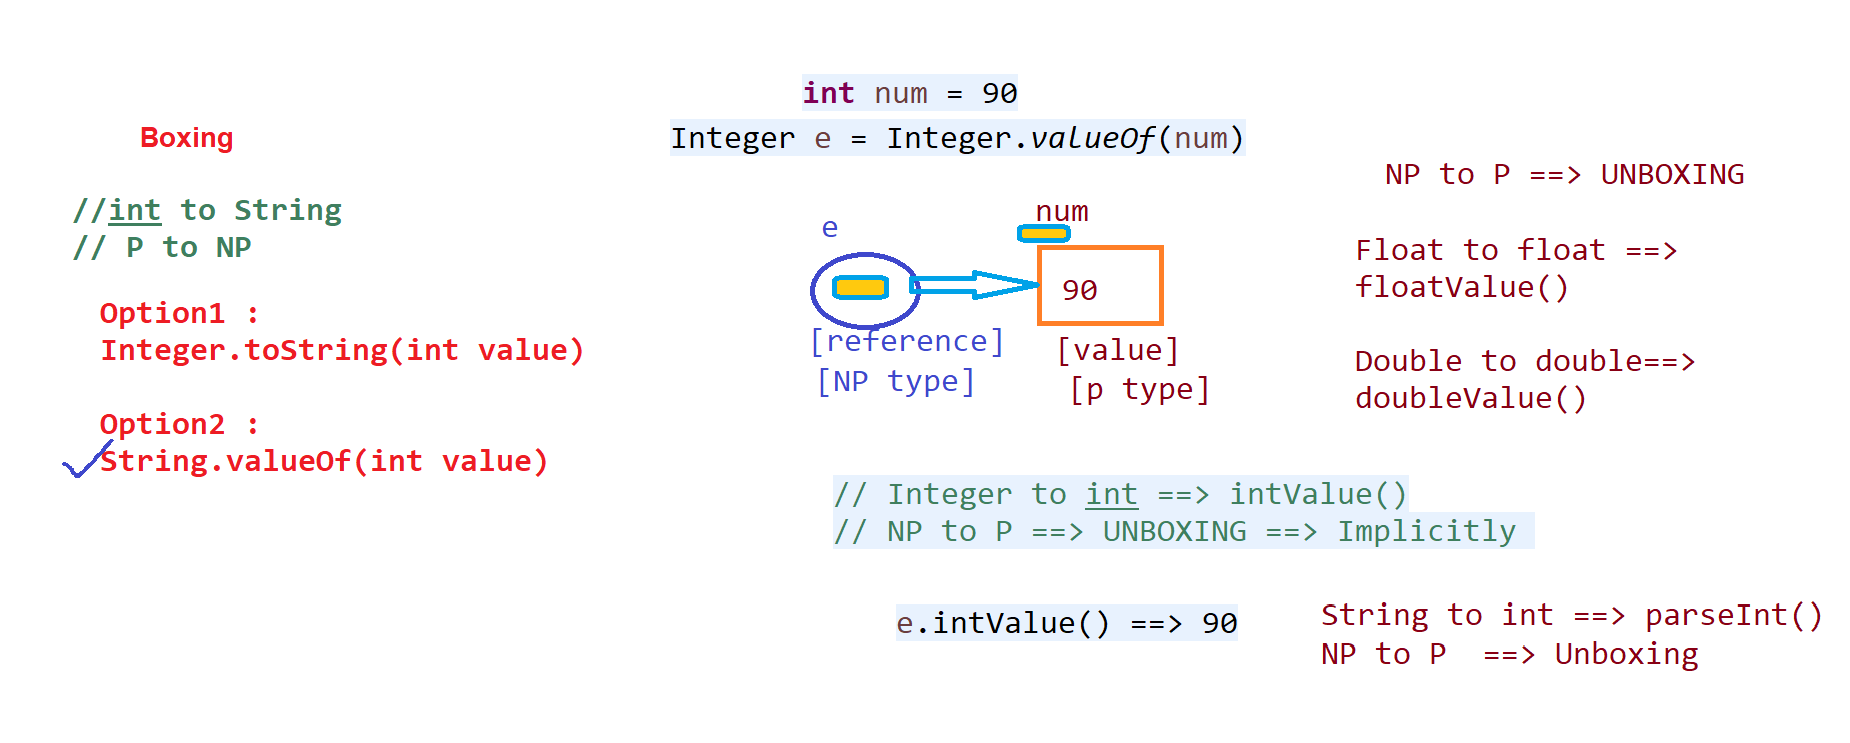 int num = 90
Integer e = Integer.valueOf(num)
Boxing
//int to String
// P to NP
Option1 :
Integer.toString(int value)
Option2 :
String.valueOf(int value)
e
num
90
[reference]
[NP type]
[value]
[p type]
NP to P ==> UNBOXING
Float to float ==>
floatValue()
Double to double==>
doubleValue()
// Integer to int ==> intValue()
// NP to P ==> UNBOXING ==> Implicitly
e.intValue() ==> 90
String to int ==> parseInt()
NP to P  ==> Unboxing